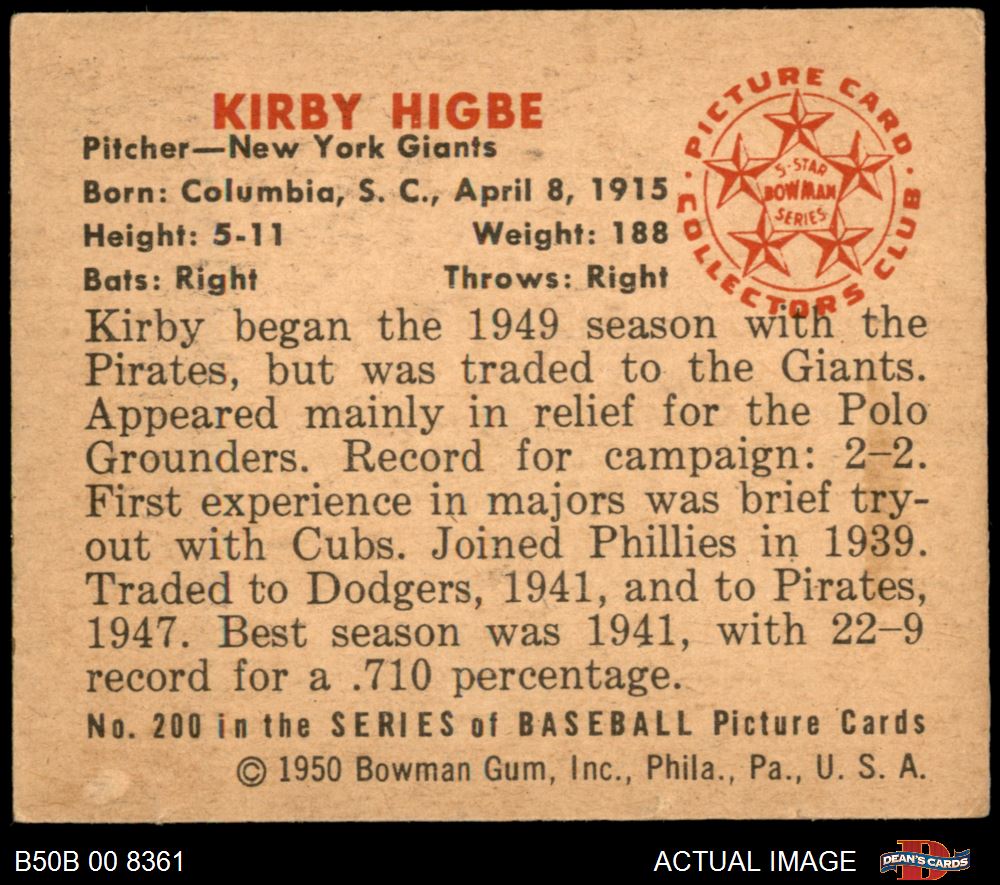 KIRBY HIGBE
Pitcher—New York Giants
Born: Columbia, S. C., April 8, 1915
Height: 5-11 Weight: 188
Bats: Right Throws: Right
PICTURE CARD
COLLECTORS CLUB
5-STAR
BOWMAN
SERIES
Kirby began the 1949 season with the
Pirates, but was traded to the Giants.
Appeared mainly in relief for the Polo
Grounders. Record for campaign: 2–2.
First experience in majors was brief try-
out with Cubs. Joined Phillies in 1939.
Traded to Dodgers, 1941, and to Pirates,
1947. Best season was 1941, with 22–9
record for a .710 percentage.
No. 200 in the SERIES of BASEBALL Picture Cards
© 1950 Bowman Gum, Inc., Phila., Pa., U. S. A.
B50B 00 8361
ACTUAL IMAGE
DEAN'S CARDS